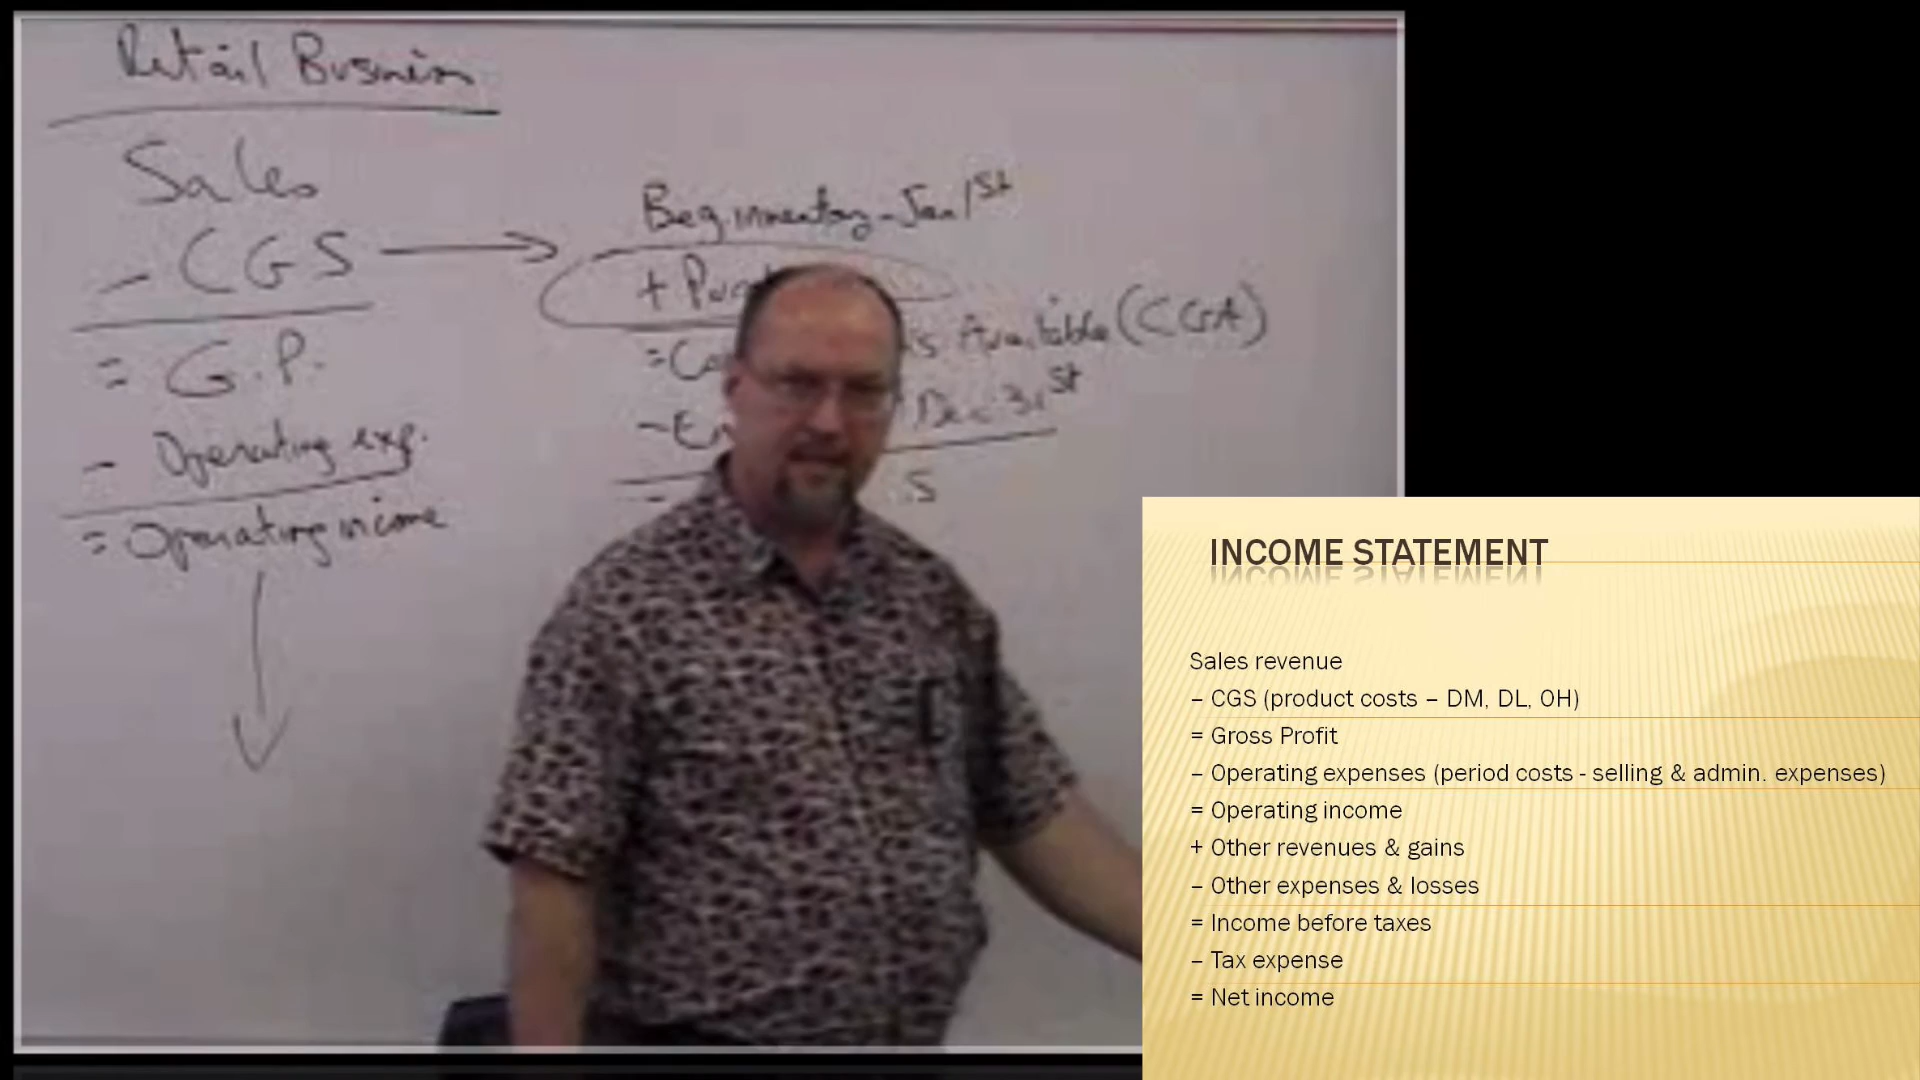 Retail Business
Sales
– CGS
= G.P.
– Operating exp.
= Operating income
Beg. inventory – Jan 1st
+
= Available (CGA)
– Dec 31st
=
INCOME STATEMENT
Sales revenue
– CGS (product costs – DM, DL, OH)
= Gross Profit
– Operating expenses (period costs - selling & admin. expenses)
= Operating income
+ Other revenues & gains
– Other expenses & losses
= Income before taxes
– Tax expense
= Net income